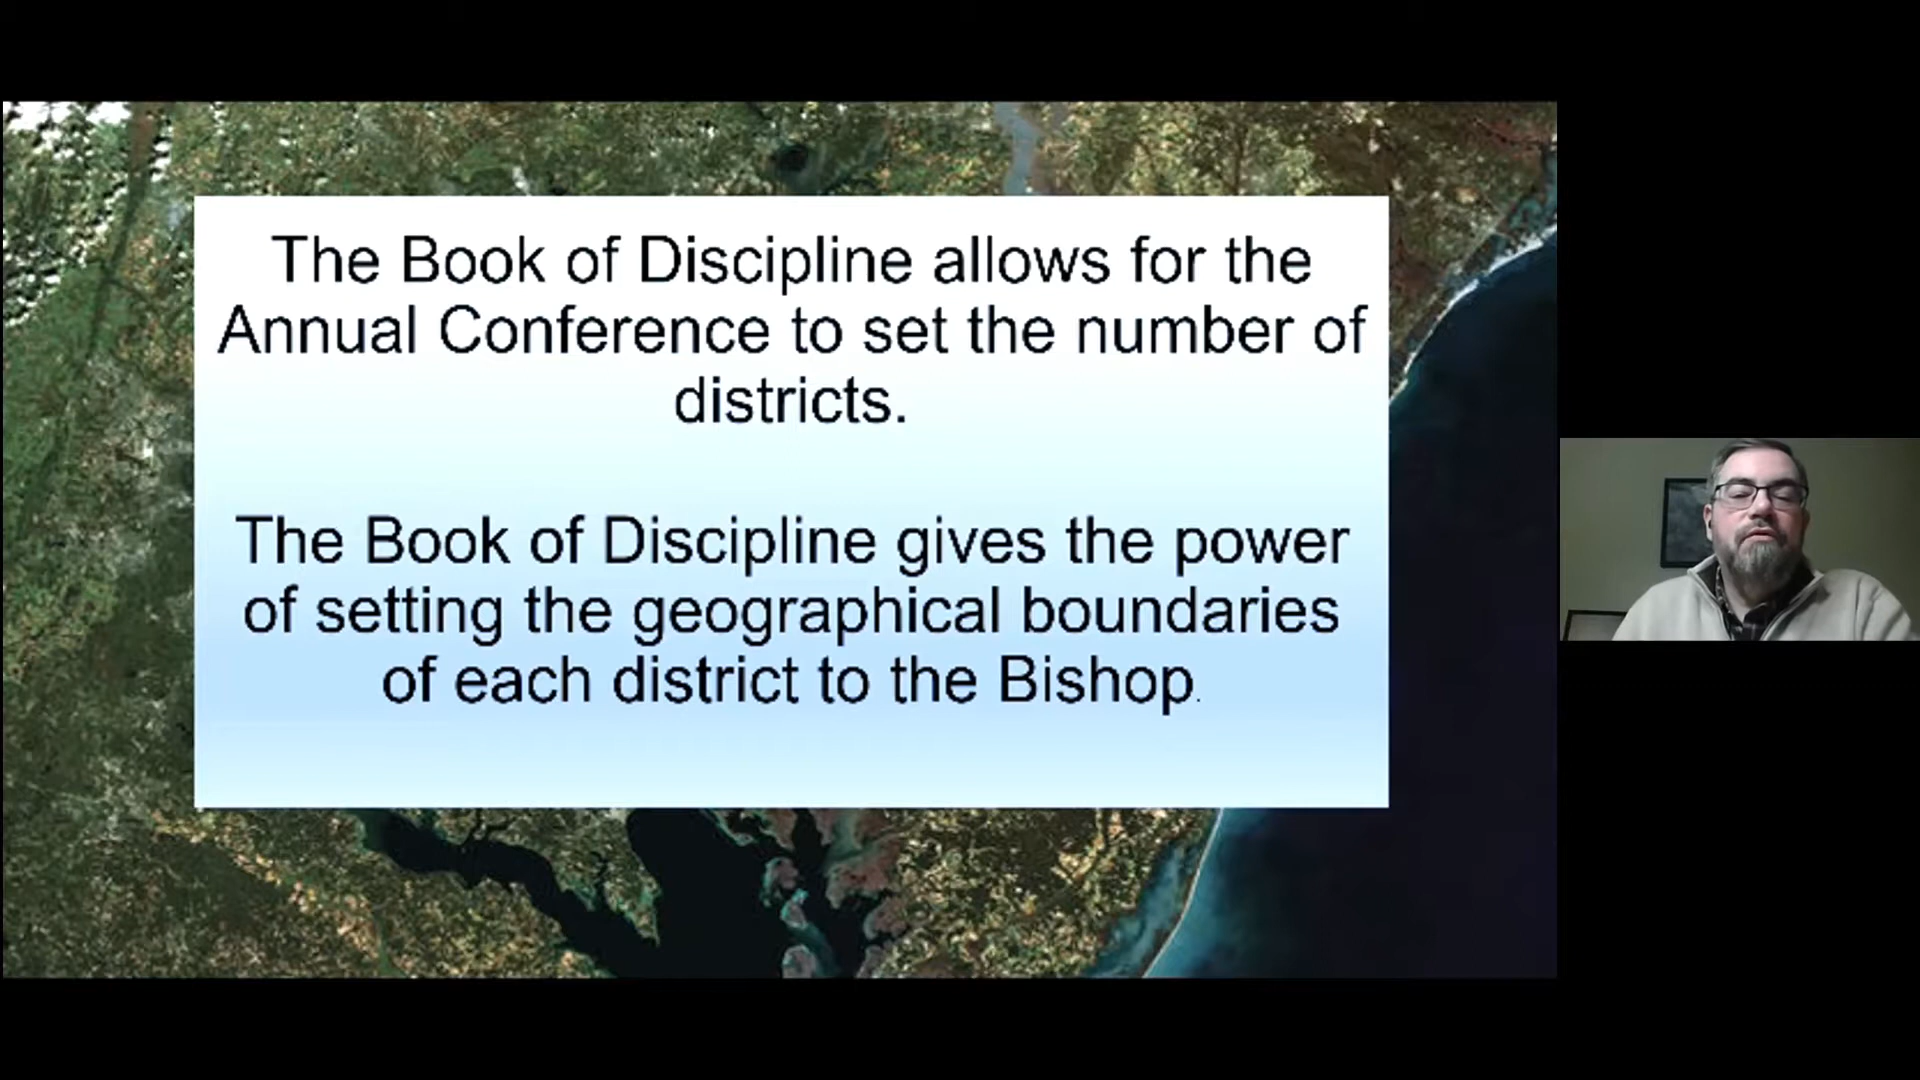 The Book of Discipline allows for the
Annual Conference to set the number of
districts.
The Book of Discipline gives the power
of setting the geographical boundaries
of each district to the Bishop.